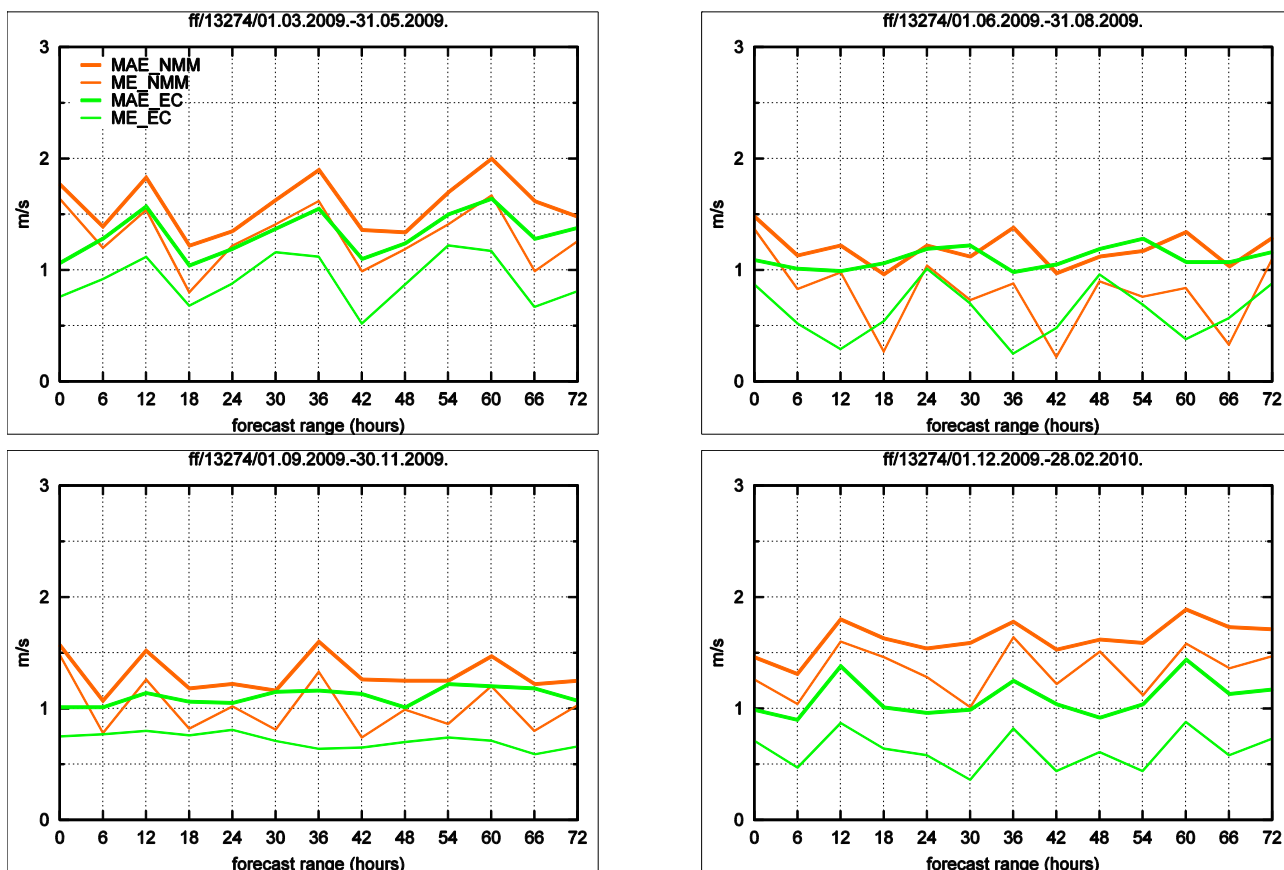 ff/13274/01.03.2009.-31.05.2009.
3
MAE_NMM
ME_NMM
MAE_EC
ME_EC
2
m/s
1
0
0 6 12 18 24 30 36 42 48 54 60 66 72
forecast range (hours)
ff/13274/01.06.2009.-31.08.2009.
3
2
m/s
1
0
0 6 12 18 24 30 36 42 48 54 60 66 72
forecast range (hours)
ff/13274/01.09.2009.-30.11.2009.
3
2
m/s
1
0
0 6 12 18 24 30 36 42 48 54 60 66 72
forecast range (hours)
ff/13274/01.12.2009.-28.02.2010.
3
2
m/s
1
0
0 6 12 18 24 30 36 42 48 54 60 66 72
forecast range (hours)